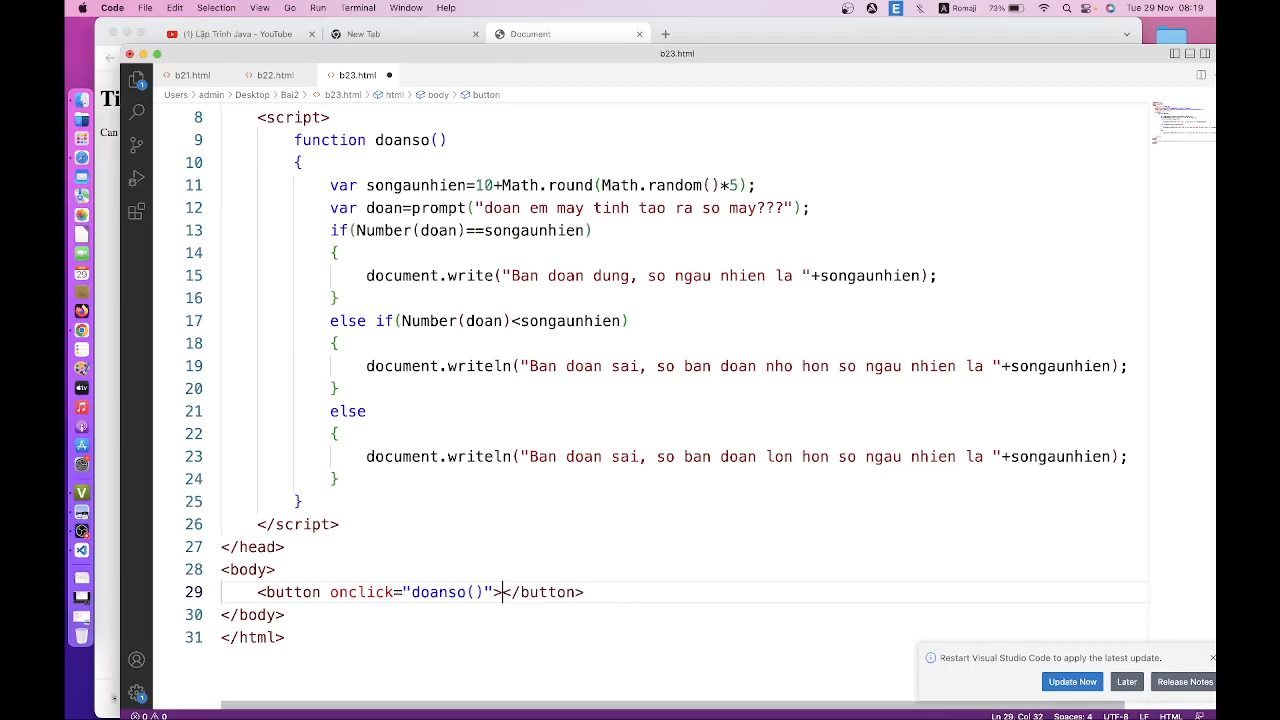 Code File Edit Selection View Go Run Terminal Window Help E A Romaji 73% Tue 29 Nov 08:19
(1) Lập Trình Java - YouTube New Tab Document
b23.html
b21.html b22.html b23.html
Users > admin > Desktop > Bai2 > b23.html > html > body > button
Ti
Can
8 <script>
9 function doanso()
10 {
11 var songaunhien=10+Math.round(Math.random()*5);
12 var doan=prompt("doan em may tinh tao ra so may???");
13 if(Number(doan)==songaunhien)
14 {
15 document.write("Ban doan dung, so ngau nhien la "+songaunhien);
16 }
17 else if(Number(doan)<songaunhien)
18 {
19 document.writeln("Ban doan sai, so ban doan nho hon so ngau nhien la "+songaunhien);
20 }
21 else
22 {
23 document.writeln("Ban doan sai, so ban doan lon hon so ngau nhien la "+songaunhien);
24 }
25 }
26 </script>
27 </head>
28 <body>
29 <button onclick="doanso()"></button>
30 </body>
31 </html>
Restart Visual Studio Code to apply the latest update.
Update Now Later Release Notes
0 0 Ln 29, Col 32 Spaces: 4 UTF-8 LF HTML